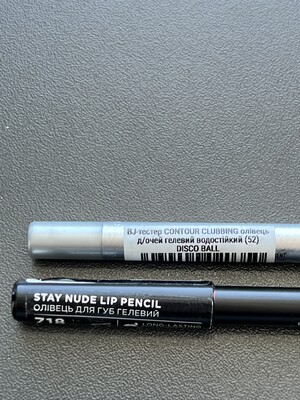 BJ-тестер CONTOUR CLUBBING олівець
д/очей гелевий водостійкий (52)
DISCO BALL
STAY NUDE LIP PENCIL
ОЛІВЕЦЬ ДЛЯ ГУБ ГЕЛЕВИЙ
718
LONG-LASTING